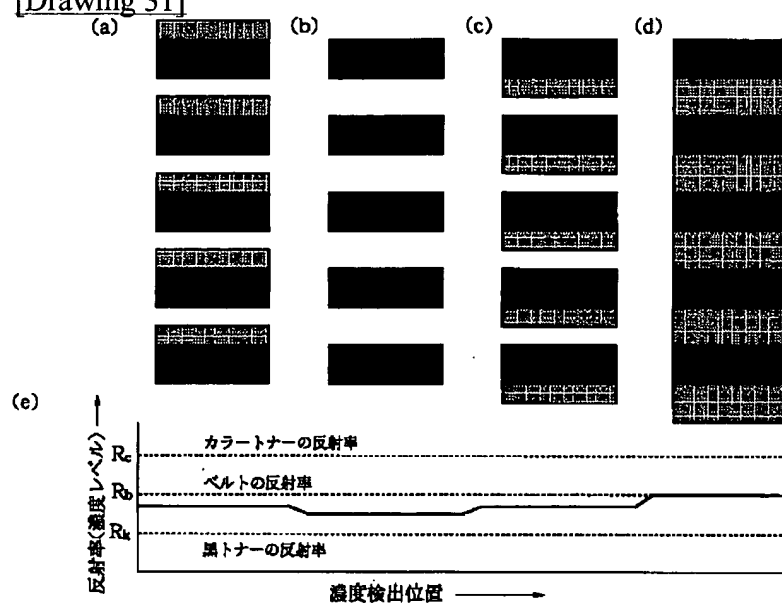 [Drawing 31]
(a) (b) (c) (d)
(e)
反射率(濃度レベル)
Rc カラートナーの反射率
Rb ベルトの反射率
Rk 黒トナーの反射率
濃度検出位置